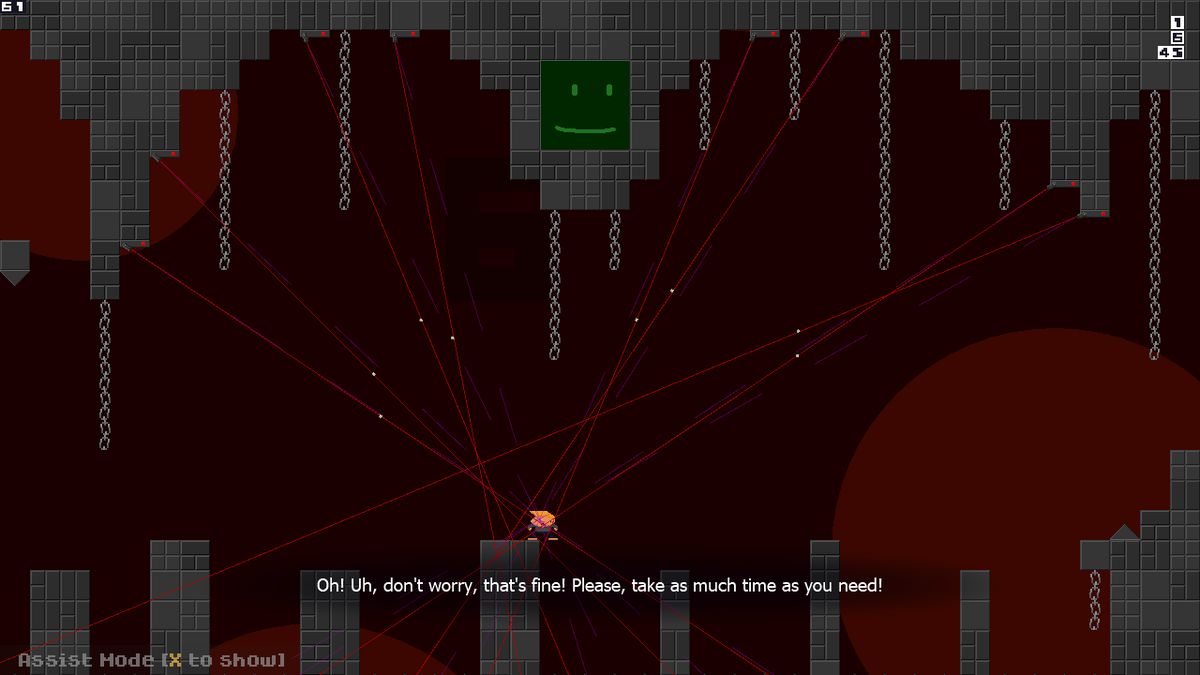 61
1
6
45
Oh! Uh, don't worry, that's fine! Please, take as much time as you need!
Assist Mode [X to show]